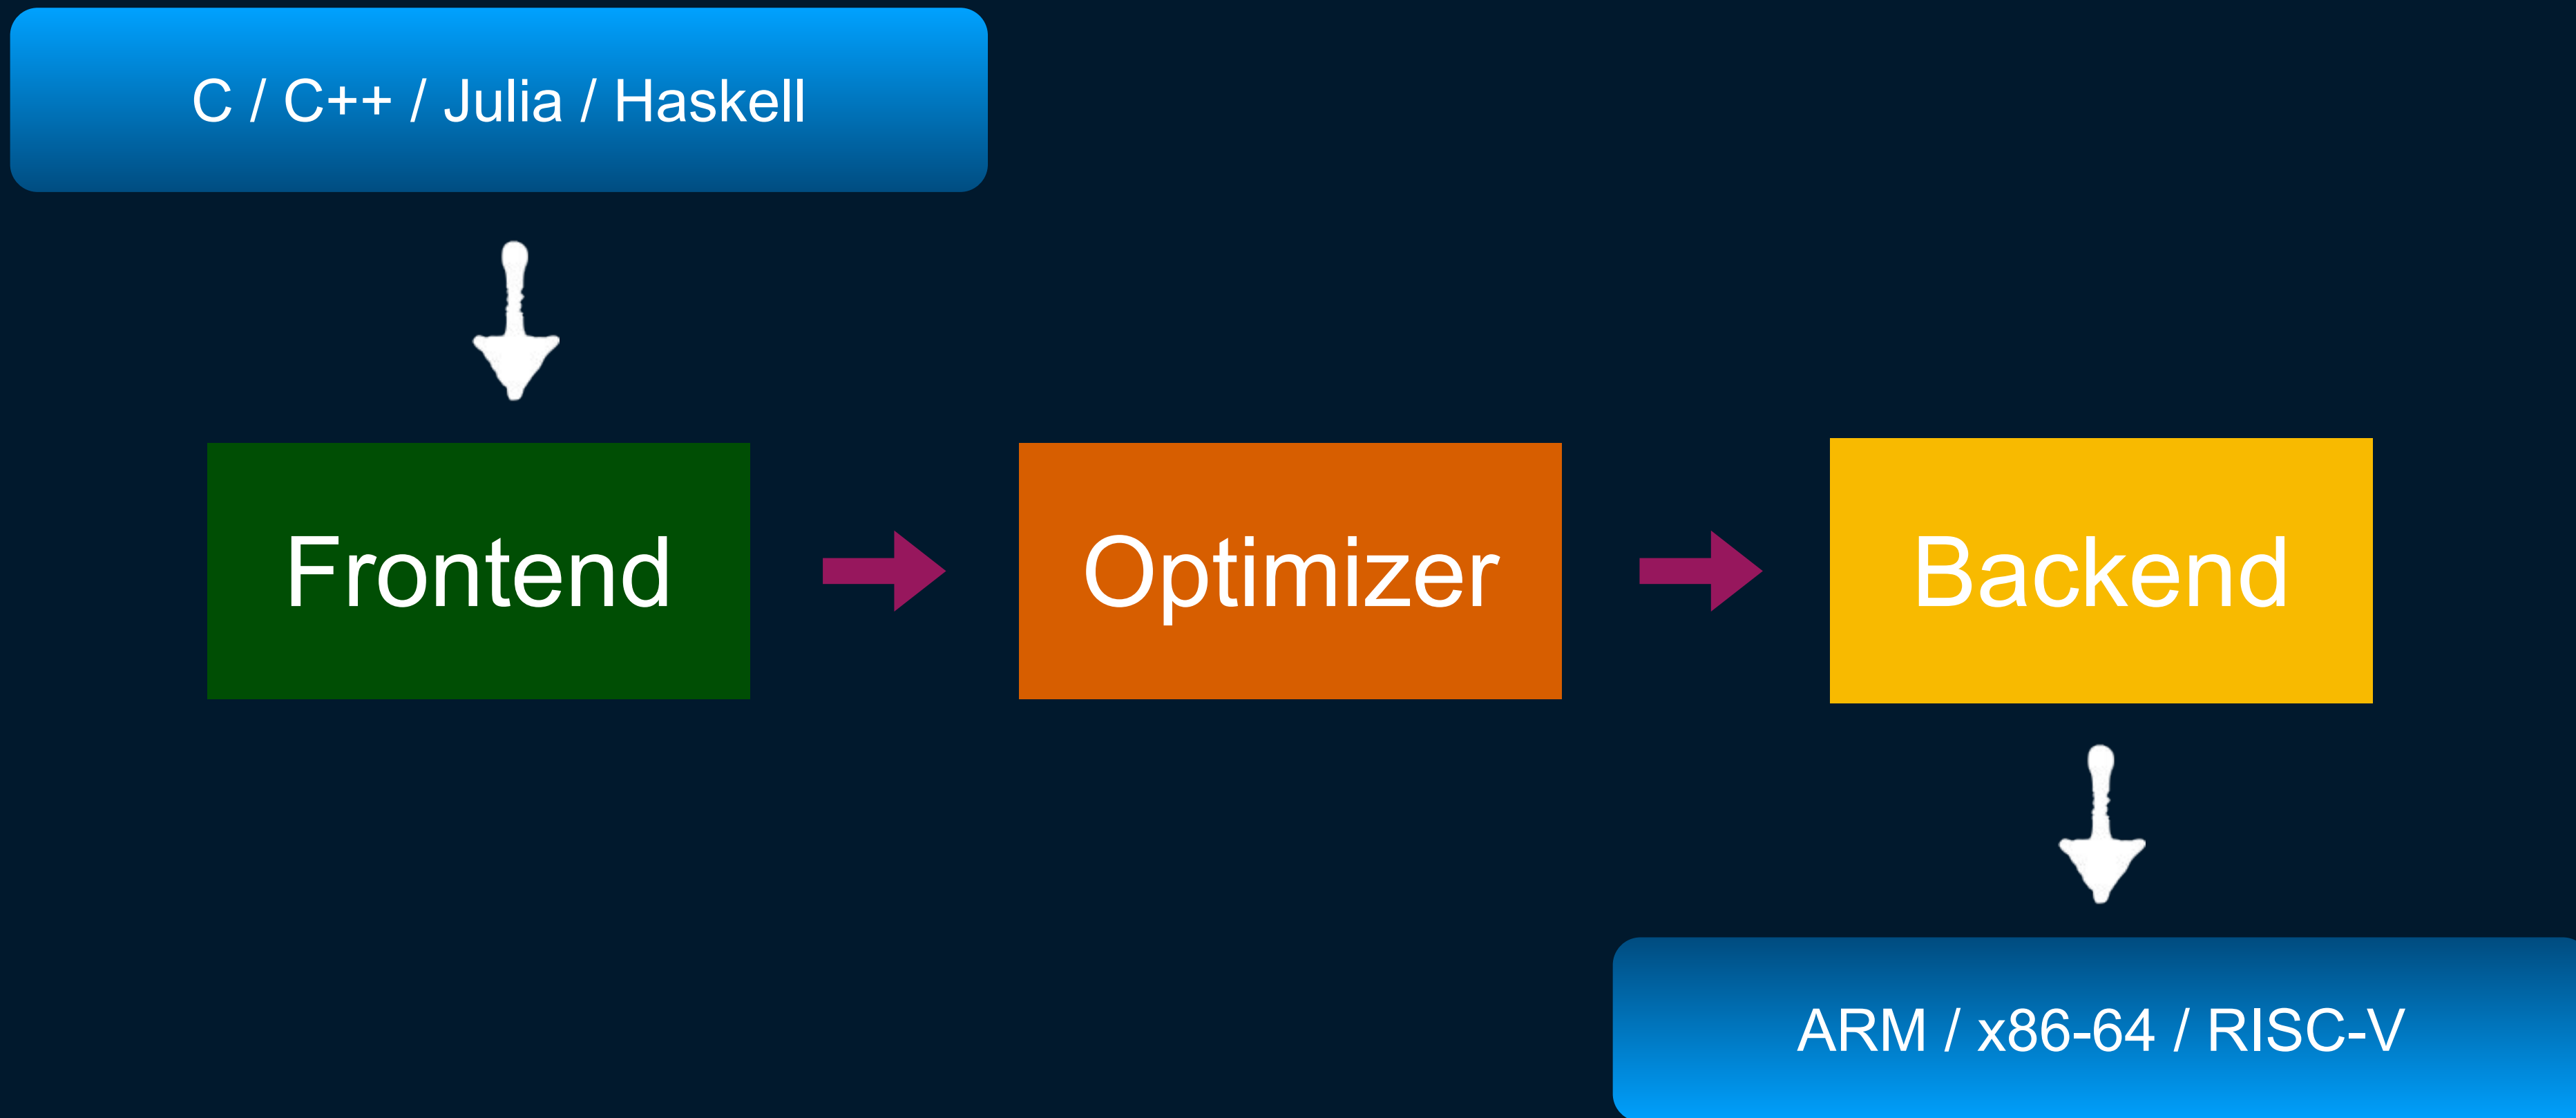 C / C++ / Julia / Haskell
Frontend
Optimizer
Backend
ARM / x86-64 / RISC-V